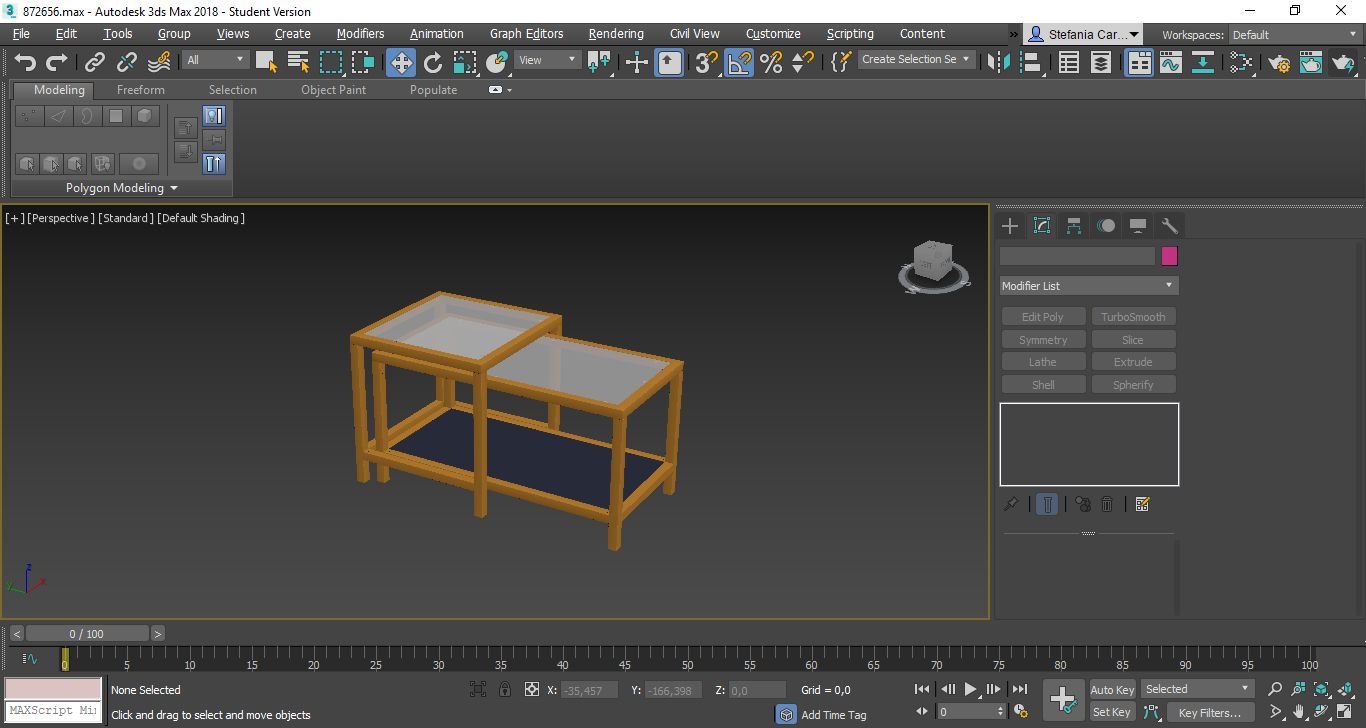 872656.max - Autodesk 3ds Max 2018 - Student Version
File Edit Tools Group Views Create Modifiers Animation Graph Editors Rendering Civil View Customize Scripting Content » Stefania Car... Workspaces: Default
All View 3 Create Selection Se
Modeling Freeform Selection Object Paint Populate
Polygon Modeling
[+] [Perspective] [Standard] [Default Shading]
Modifier List
Edit Poly TurboSmooth
Symmetry Slice
Lathe Extrude
Shell Spherify
z
y x
< 0 / 100 >
0 5 10 15 20 25 30 35 40 45 50 55 60 65 70 75 80 85 90 95 100
None Selected X: -35,457 Y: -166,398 Z: 0,0 Grid = 0,0 Auto Key Selected
MAXScript Mi
Click and drag to select and move objects Add Time Tag 0 Set Key Key Filters...